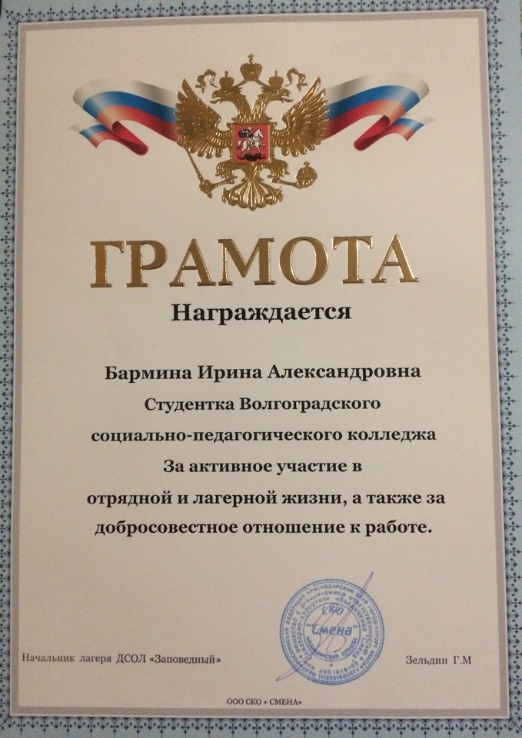 ГРАМОТА
Награждается
Бармина Ирина Александровна
Студентка Волгоградского
социально-педагогического колледжа
За активное участие в
отрядной и лагерной жизни, а также за
добросовестное отношение к работе.
СКО
"Смена"
Начальник лагеря ДСОЛ «Заповедный»
Зельдин Г.М
ООО СКО « СМЕНА»